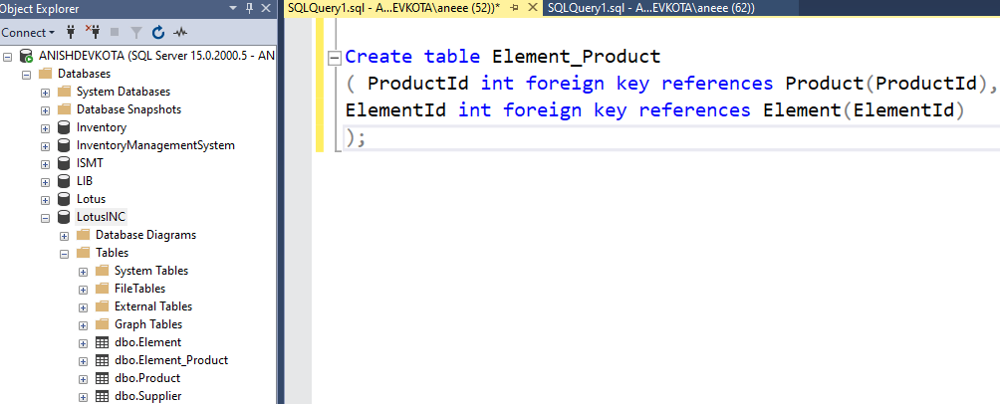 Object Explorer
Connect
ANISHDEVKOTA (SQL Server 15.0.2000.5 - AN
Databases
System Databases
Database Snapshots
Inventory
InventoryManagementSystem
ISMT
LIB
Lotus
LotusINC
Database Diagrams
Tables
System Tables
FileTables
External Tables
Graph Tables
dbo.Element
dbo.Element_Product
dbo.Product
dbo.Supplier
SQLQuery1.sql - A...EVKOTA\aneee (52))*
SQLQuery1.sql - A...EVKOTA\aneee (62))
Create table Element_Product
( ProductId int foreign key references Product(ProductId),
ElementId int foreign key references Element(ElementId)
);